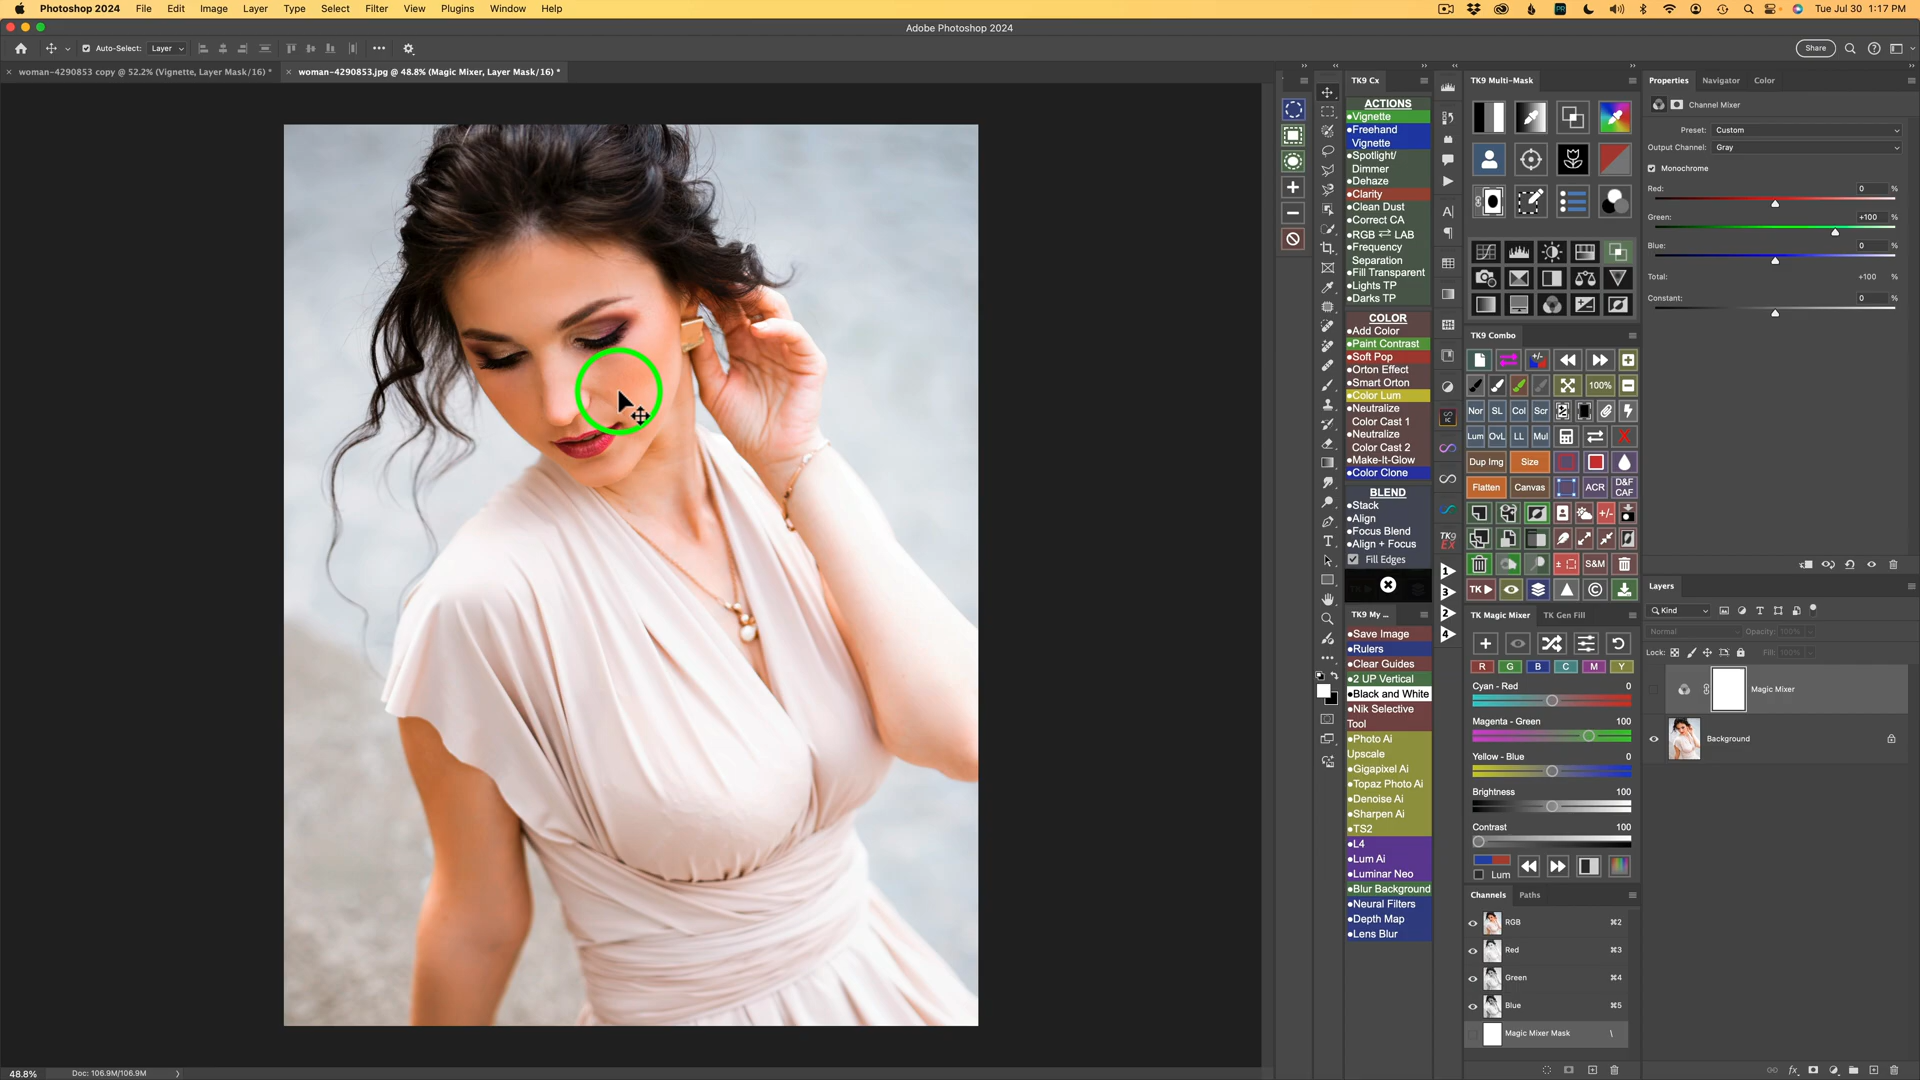 Photoshop 2024 File Edit Image Layer Type Select Filter View Plugins Window Help
Tue Jul 30 1:17 PM
Adobe Photoshop 2024
Auto-Select: Layer
Share
woman-4290853 copy @ 52.2% (Vignette, Layer Mask/16) *
woman-4290853.jpg @ 48.8% (Magic Mixer, Layer Mask/16) *
TK9 Cx
ACTIONS
•Vignette
•Freehand
Vignette
•Spotlight/
Dimmer
•Dehaze
•Clarity
•Clean Dust
•Correct CA
•RGB ⇄ LAB
•Frequency
Separation
•Fill Transparent
•Lights TP
•Darks TP
COLOR
•Add Color
•Paint Contrast
•Soft Pop
•Orton Effect
•Smart Orton
•Color Lum
•Neutralize
Color Cast 1
•Neutralize
Color Cast 2
•Make-It-Glow
•Color Clone
BLEND
•Stack
•Align
•Focus Blend
•Align + Focus
Fill Edges
TK9 My ...
•Save Image
•Rulers
•Clear Guides
•2 UP Vertical
•Black and White
•Nik Selective
Tool
•Photo Ai
Upscale
•Gigapixel Ai
•Topaz Photo Ai
•Denoise Ai
•Sharpen Ai
•TS2
•L4
•Lum Ai
•Luminar Neo
•Blur Background
•Neural Filters
•Depth Map
•Lens Blur
TK9
EX
1
3
2
4
TK9 Multi-Mask
TK9 Combo
100%
Nor SL Col Scr
Lum OvL LL Mul
Dup Img Size
Flatten Canvas ACR D&F
CAF
S&M
TK
TK Magic Mixer TK Gen Fill
R G B C M Y
Cyan - Red 0
Magenta - Green 100
Yellow - Blue 0
Brightness 100
Contrast 100
Lum
Channels Paths
RGB ⌘2
Red ⌘3
Green ⌘4
Blue ⌘5
Magic Mixer Mask \
Properties Navigator Color
Channel Mixer
Preset: Custom
Output Channel: Gray
Monochrome
Red: 0 %
Green: +100 %
Blue: 0 %
Total: +100 %
Constant: 0 %
Layers
Kind
Normal Opacity: 100%
Lock: Fill: 100%
Magic Mixer
Background
48.8% Doc: 106.9M/106.9M